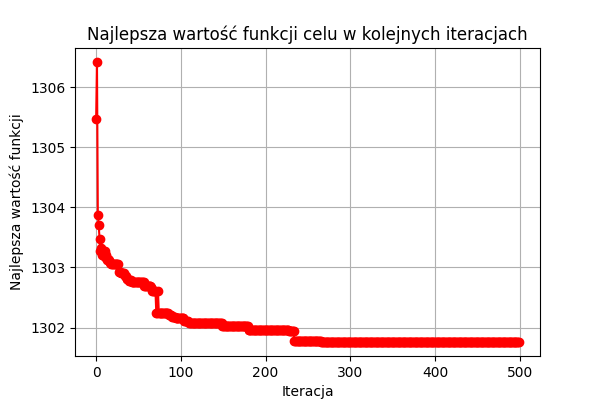 Najlepsza wartość funkcji celu w kolejnych iteracjach
1306
1305
1304
1303
1302
Najlepsza wartość funkcji
0 100 200 300 400 500
Iteracja